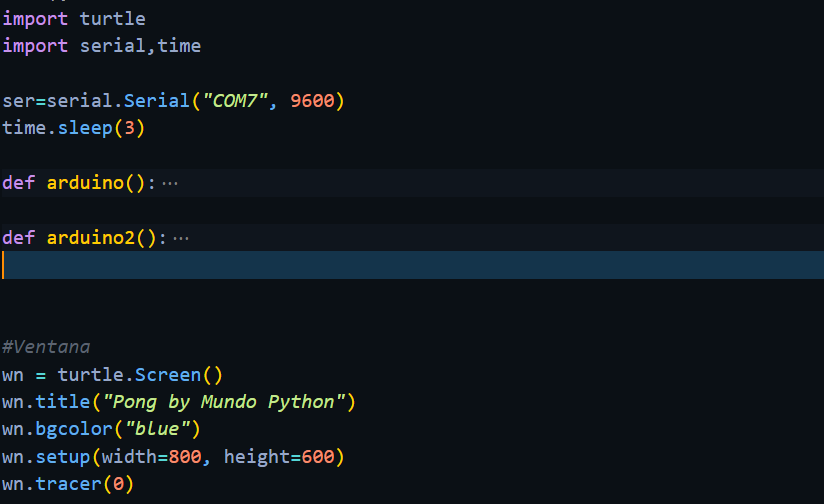 import turtle
import serial,time
ser=serial.Serial("COM7", 9600)
time.sleep(3)
def arduino():···
def arduino2():···
#Ventana
wn = turtle.Screen()
wn.title("Pong by Mundo Python")
wn.bgcolor("blue")
wn.setup(width=800, height=600)
wn.tracer(0)